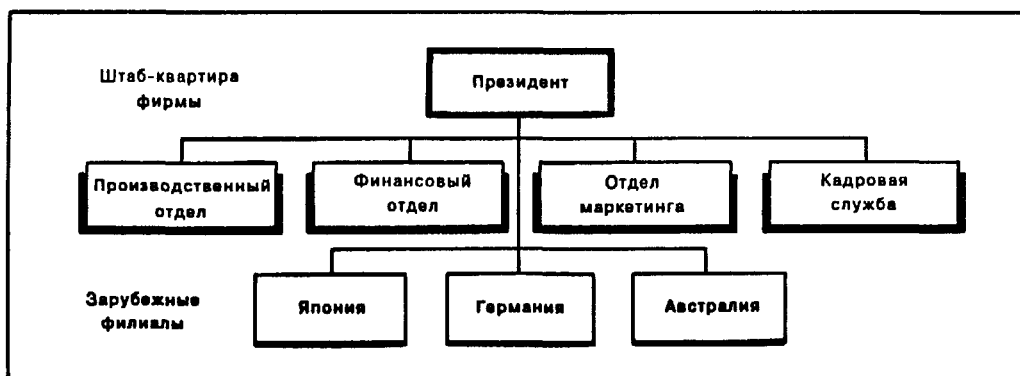 Штаб-квартира
фирмы
Президент
Производственный
отдел
Финансовый
отдел
Отдел
маркетинга
Кадровая
служба
Зарубежные
филиалы
Япония
Германия
Австралия